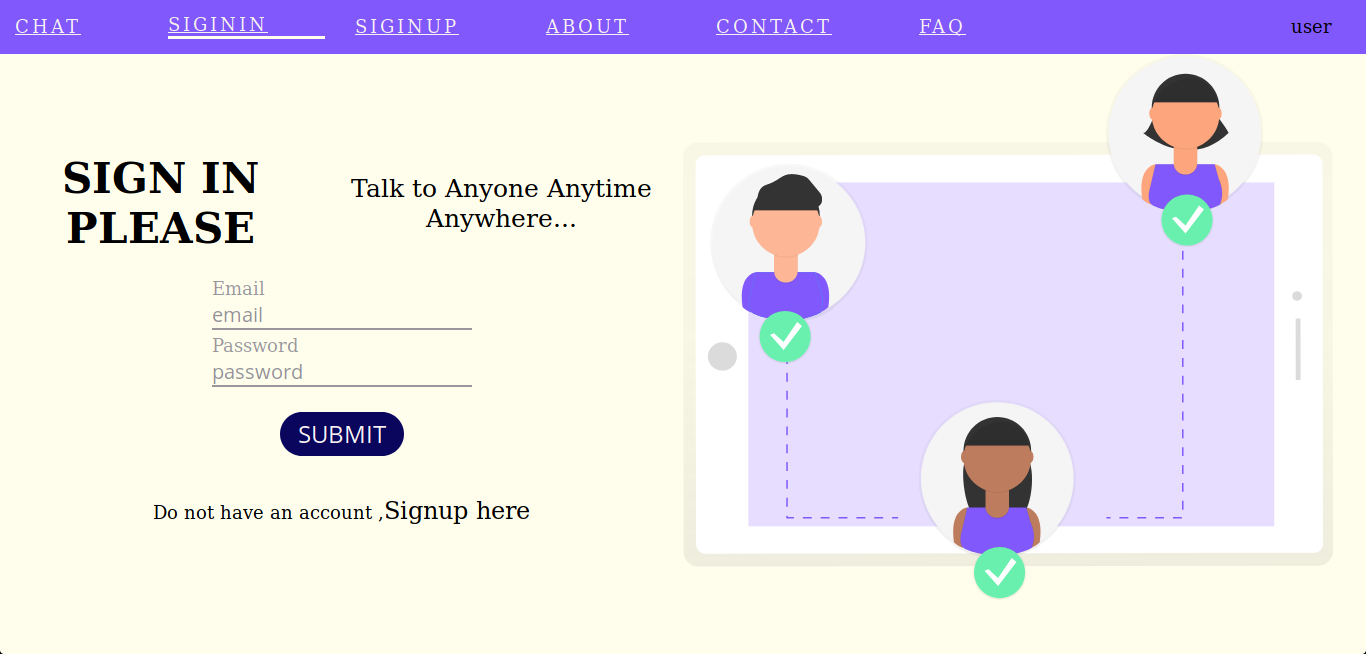 CHAT SIGININ SIGINUP ABOUT CONTACT FAQ user
SIGN IN
PLEASE
Talk to Anyone Anytime
Anywhere...
Email
email
Password
password
SUBMIT
Do not have an account ,Signup here